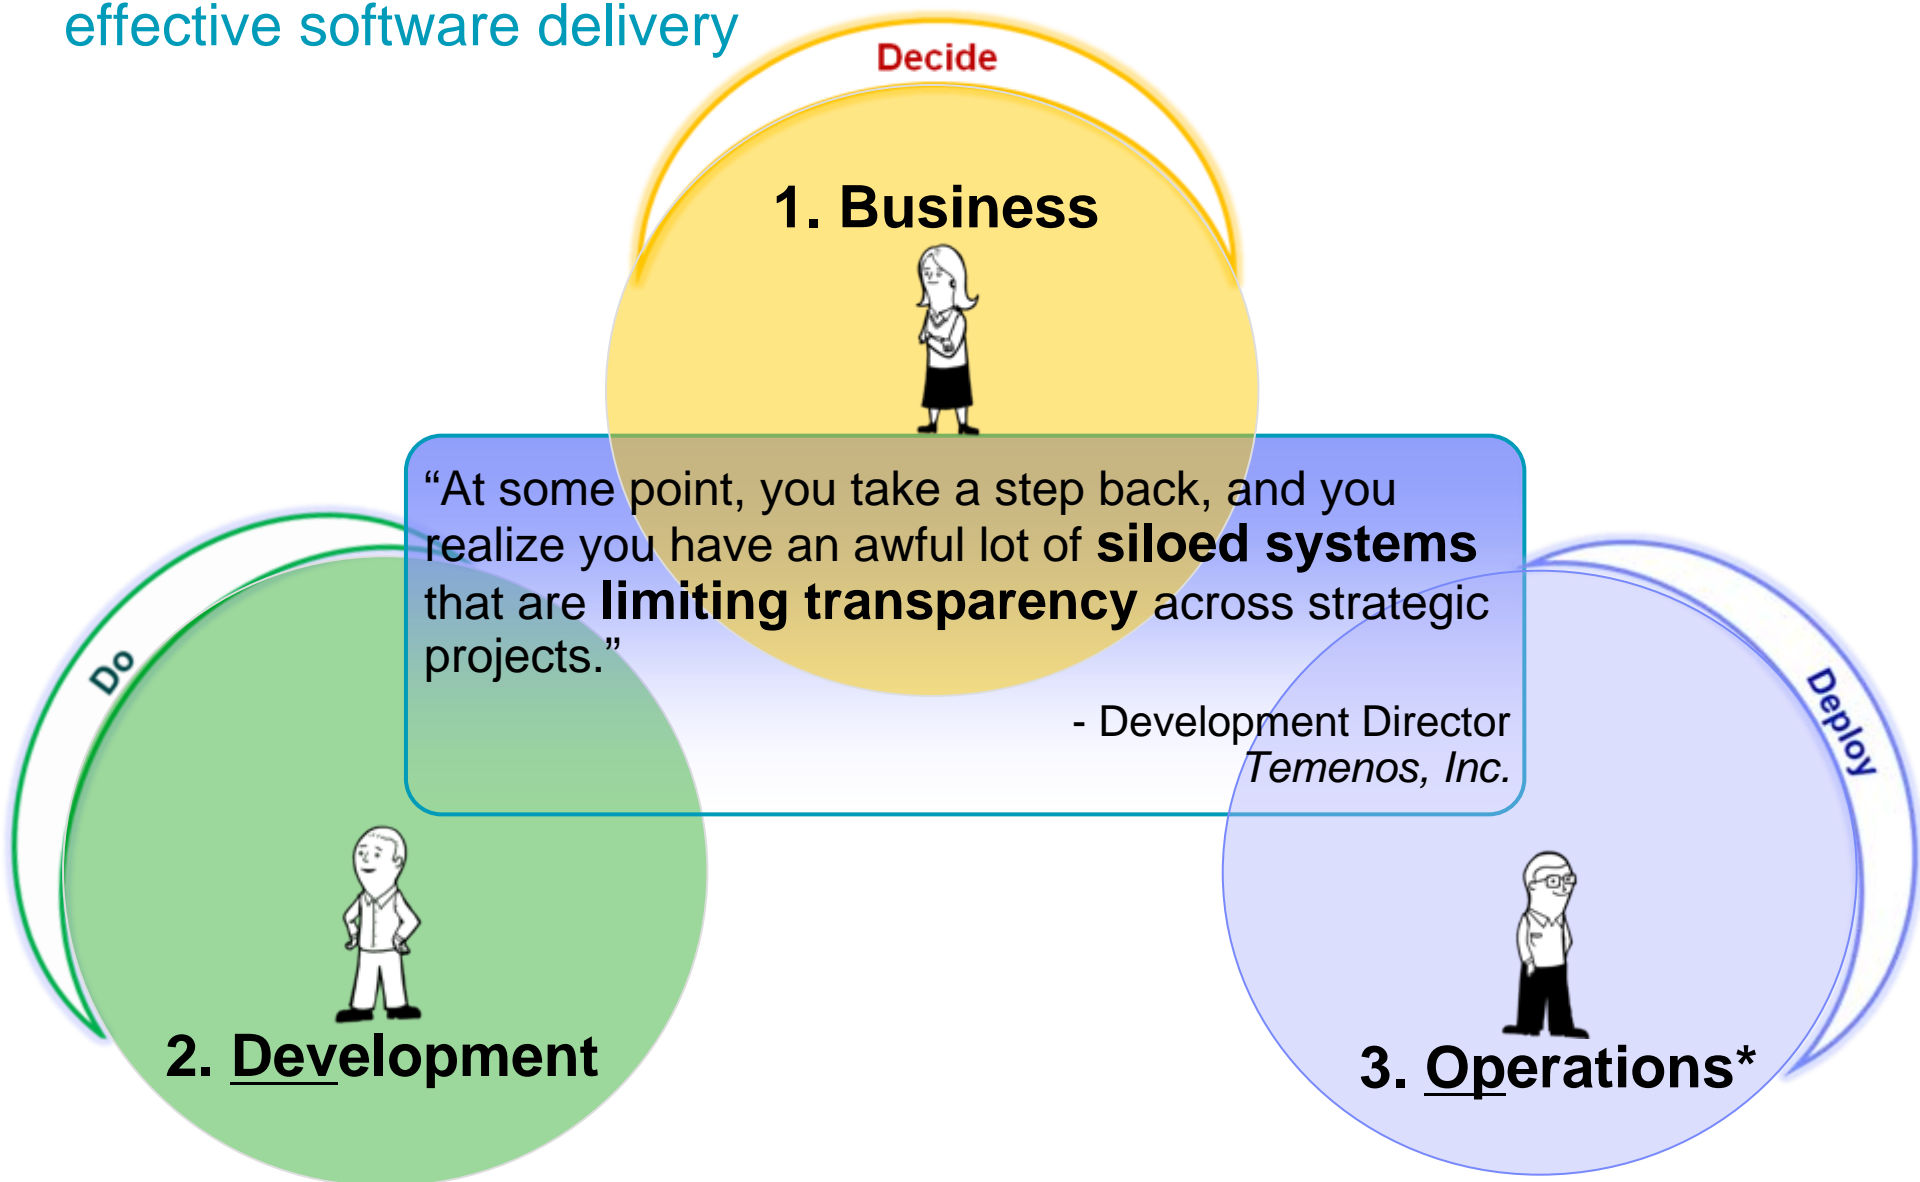 effective software delivery
Decide
1. Business
“At some point, you take a step back, and you
realize you have an awful lot of siloed systems
that are limiting transparency across strategic
projects.”
- Development Director
Temenos, Inc.
Do
Deploy
2. Development
3. Operations*